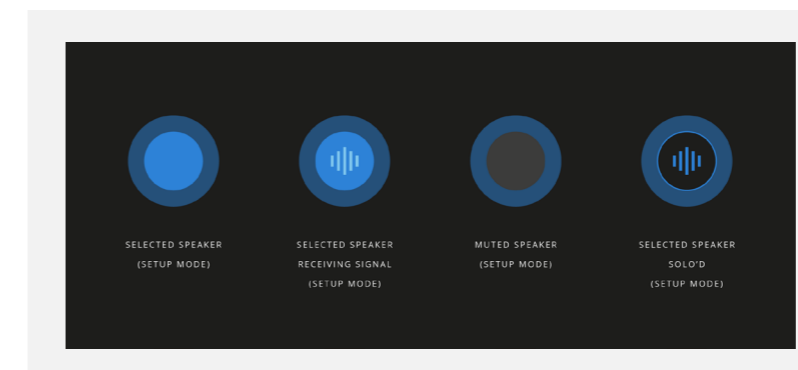 SELECTED SPEAKER
(SETUP MODE)
SELECTED SPEAKER
RECEIVING SIGNAL
(SETUP MODE)
MUTED SPEAKER
(SETUP MODE)
SELECTED SPEAKER
SOLO'D
(SETUP MODE)